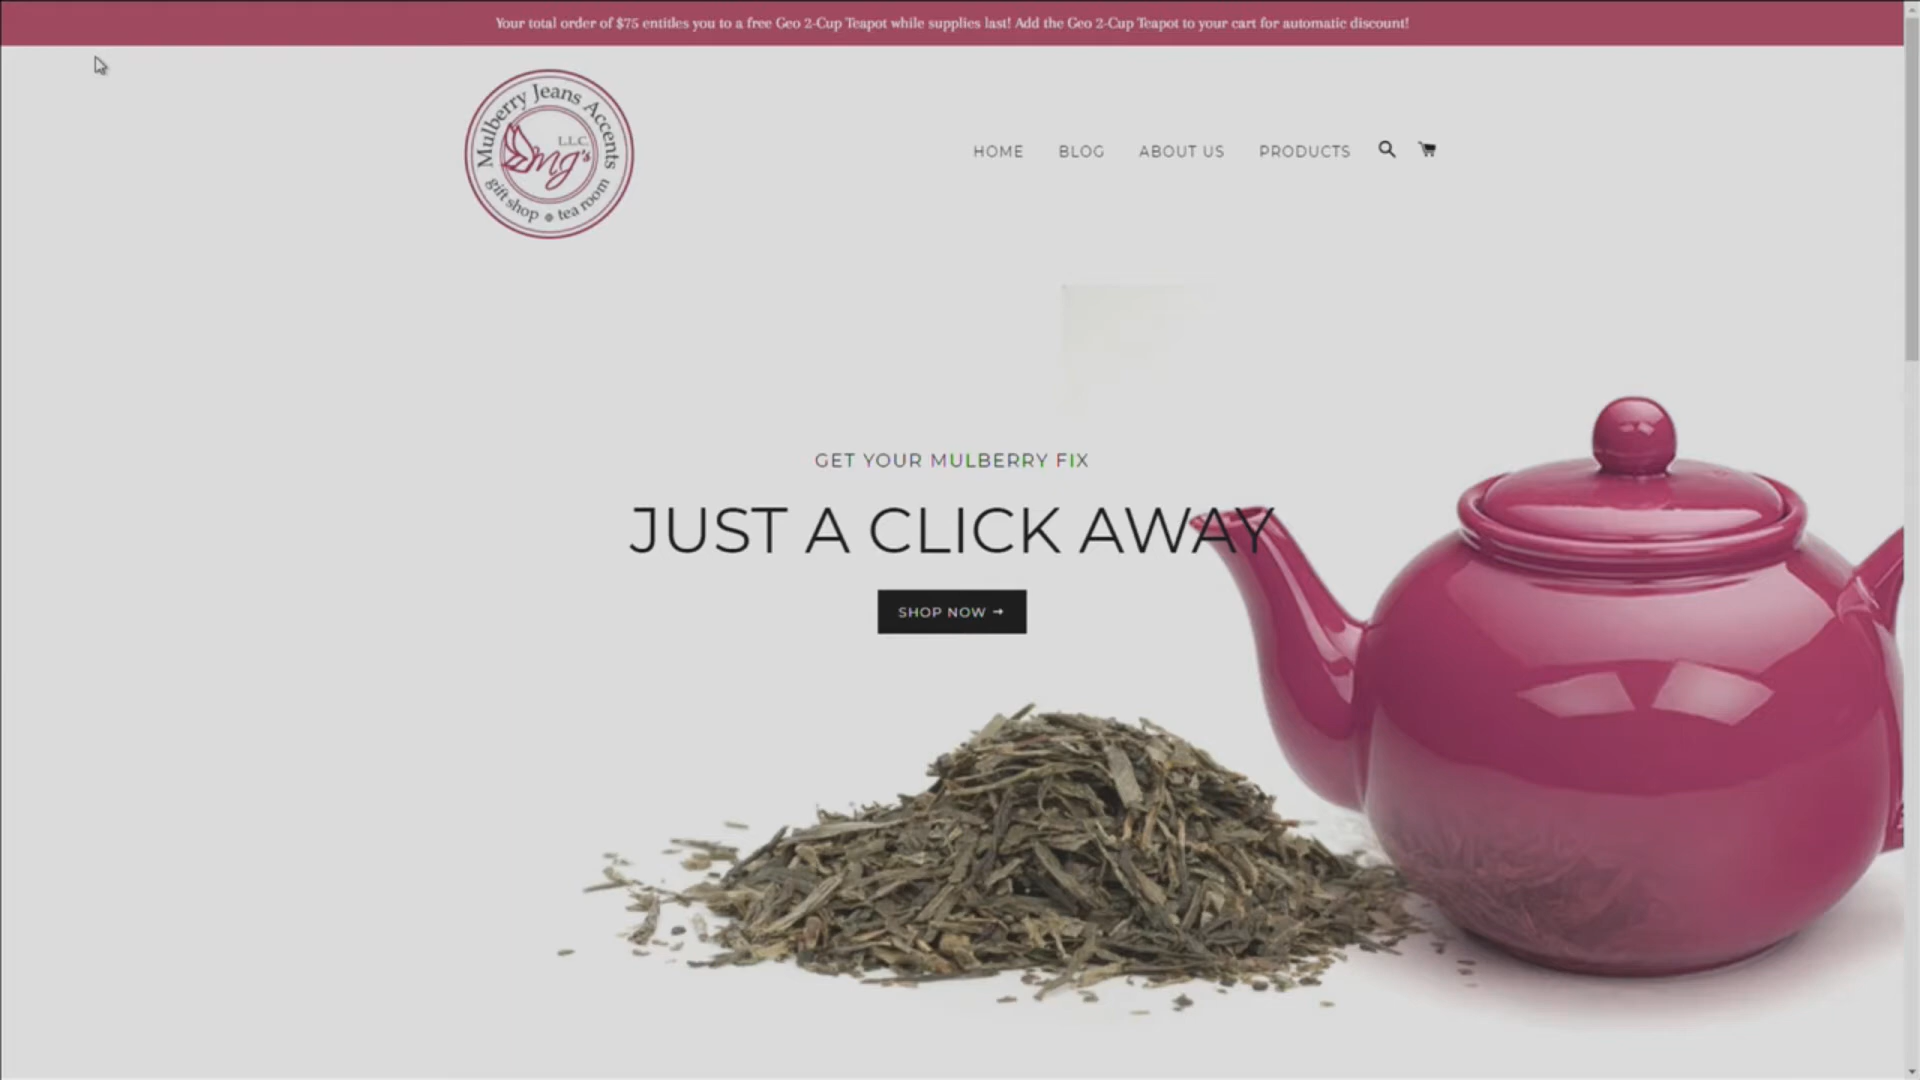 Your total order of $75 entitles you to a free Geo 2-Cup Teapot while supplies last! Add the Geo 2-Cup Teapot to your cart for automatic discount!
Mulberry Jeans Accents
L.L.C.
mg's
gift shop • tea room
HOME BLOG ABOUT US PRODUCTS
GET YOUR MULBERRY FIX
JUST A CLICK AWAY
SHOP NOW →